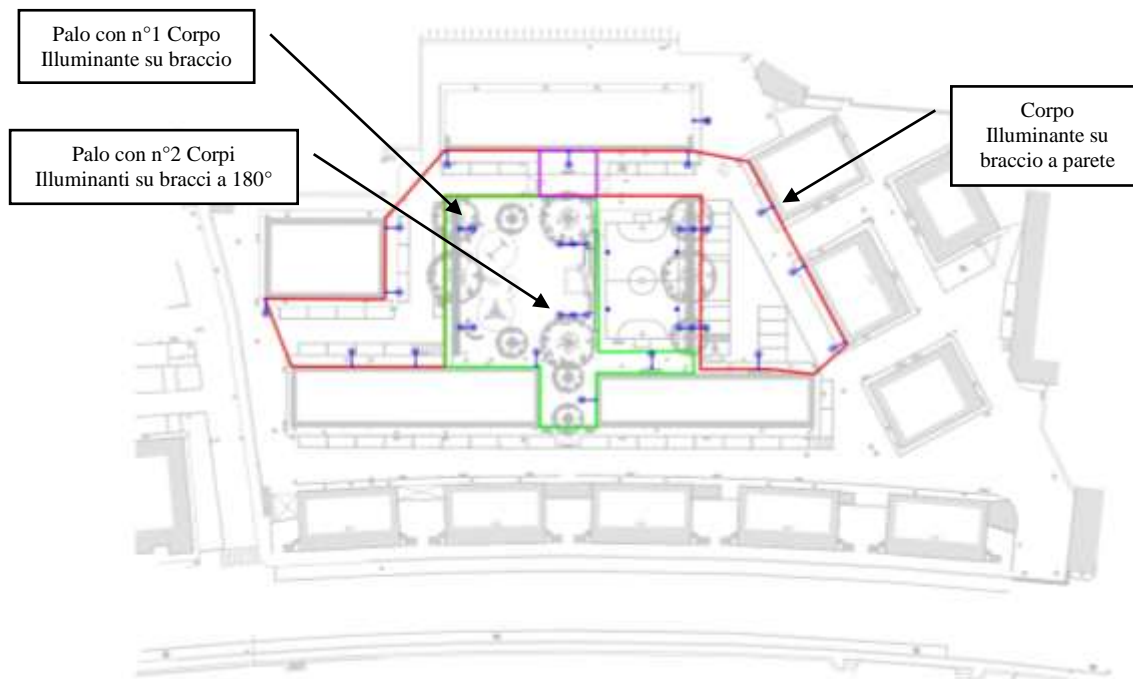 Palo con n°1 Corpo
Illuminante su braccio
Palo con n°2 Corpi
Illuminanti su bracci a 180°
Corpo
Illuminante su
braccio a parete